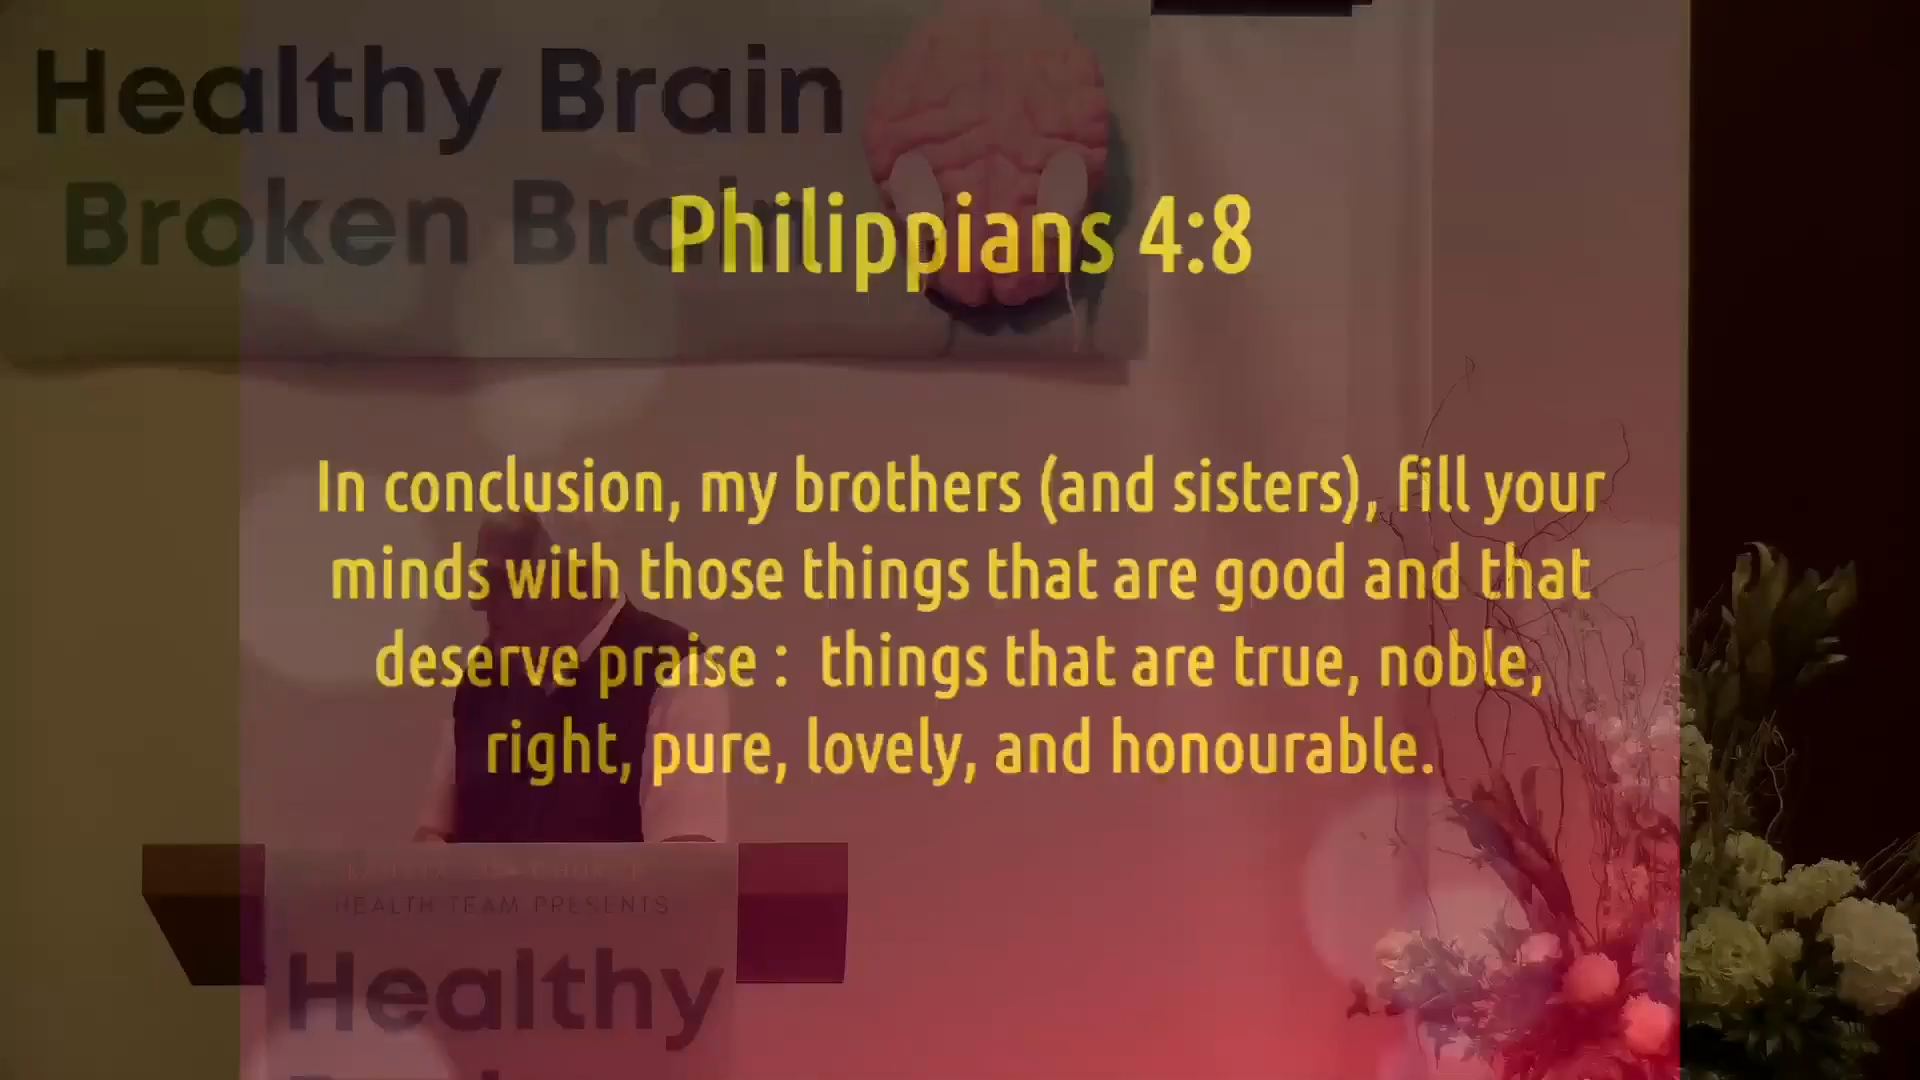 Healthy Brain
Broken Brain
Philippians 4:8
In conclusion, my brothers (and sisters), fill your
minds with those things that are good and that
deserve praise :  things that are true, noble,
right, pure, lovely, and honourable.
CHURCH
HEALTH TEAM PRESENTS
Healthy